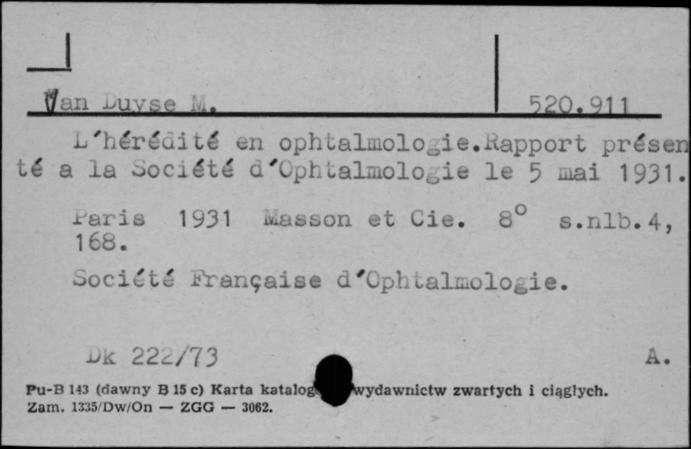 Van Duyse M.
520.911
L'hérédité en ophtalmologie.Rapport présen
té a la Société d'Ophtalmologie le 5 mai 1931.
Paris 1931 Masson et Cie. 8° s.nlb.4,
168.
Société Française d'Ophtalmologie.
Dk 222/73 A.
Pu-B 143 (dawny B 15 c) Karta wydawnictw zwartych i ciągłych.
Zam. 1335/Dw/On — ZGG — 3062.